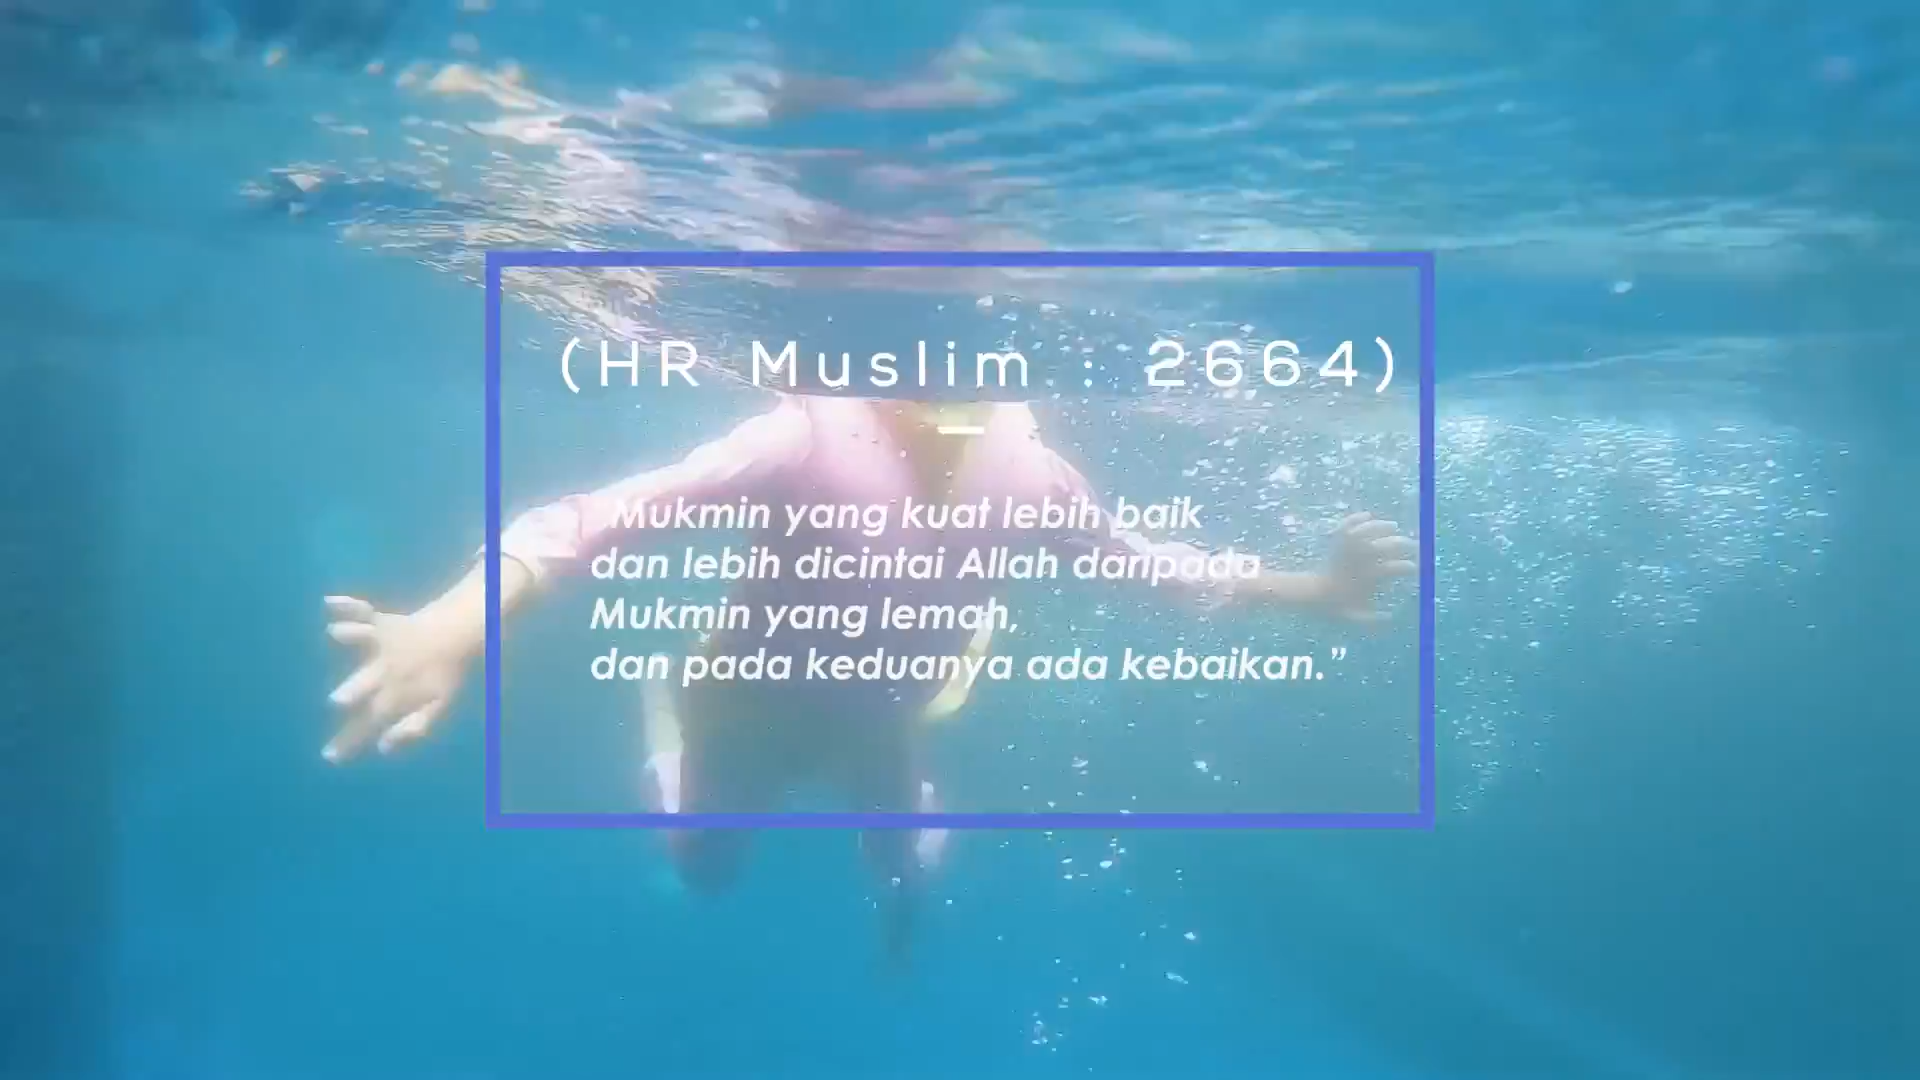 (HR Muslim : 2664)
“Mukmin yang kuat lebih baik
dan lebih dicintai Allah daripada
Mukmin yang lemah,
dan pada keduanya ada kebaikan.”